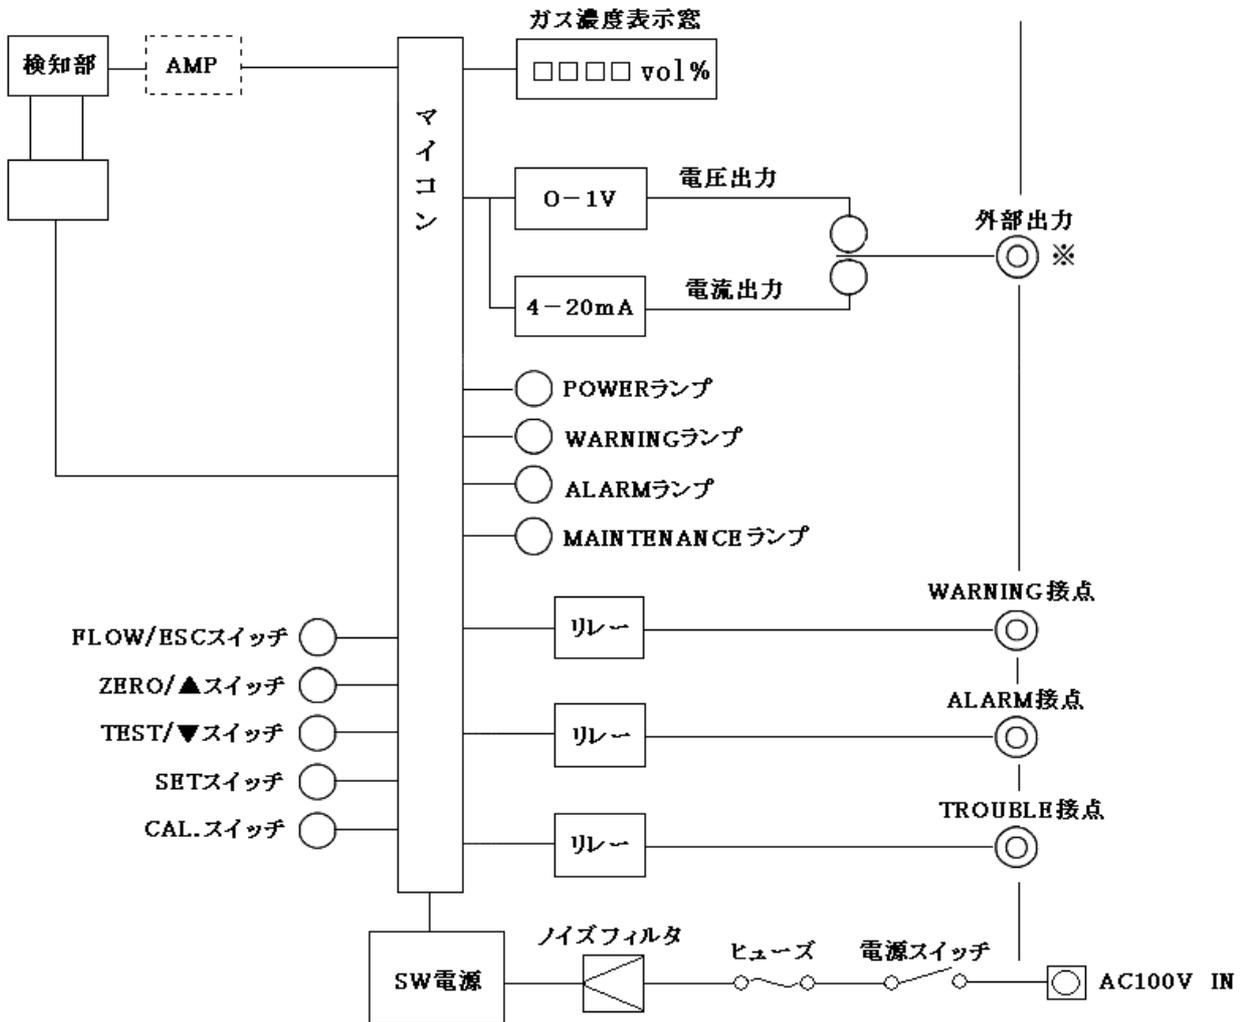 ガス濃度表示窓
検知部
AMP
□□□□ vol%
マイコン
0-1V
電圧出力
外部出力
※
4-20mA
電流出力
POWERランプ
WARNINGランプ
ALARMランプ
MAINTENANCEランプ
WARNING接点
リレー
FLOW/ESCスイッチ
ZERO/▲スイッチ
ALARM接点
TEST/▼スイッチ
リレー
SETスイッチ
TROUBLE接点
CAL.スイッチ
リレー
ノイズフィルタ
ヒューズ
電源スイッチ
SW電源
AC100V IN